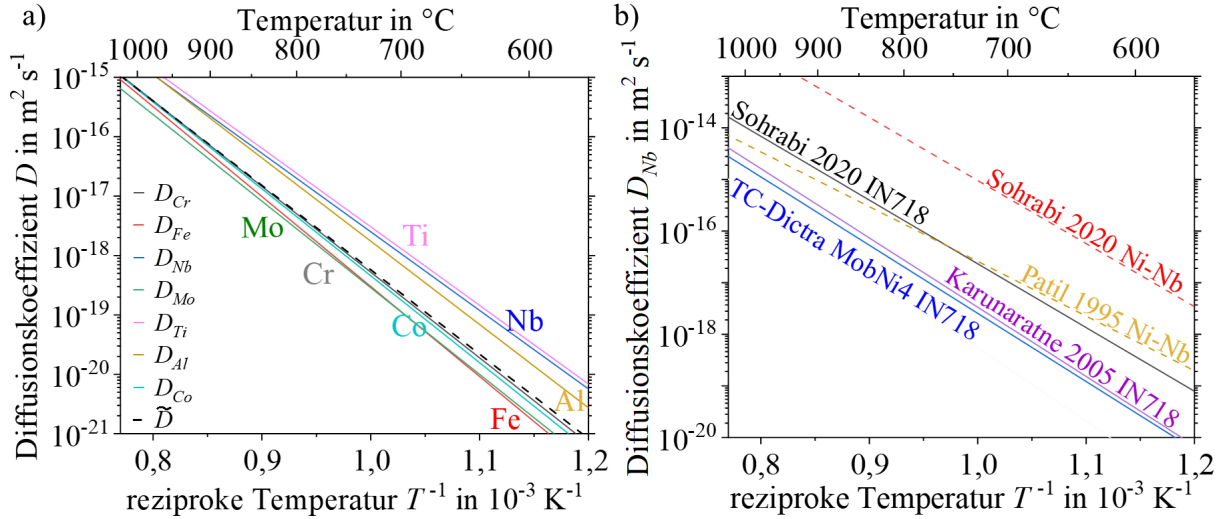 a)
Temperatur in °C
1000 900 800 700 600
Diffusionskoeffizient D in m² s⁻¹
10⁻¹⁵
10⁻¹⁶
10⁻¹⁷
10⁻¹⁸
10⁻¹⁹
10⁻²⁰
10⁻²¹
D_Cr
D_Fe
D_Nb
D_Mo
D_Ti
D_Al
D_Co
D̃
Mo
Ti
Cr
Co
Nb
Al
Fe
0,8 0,9 1,0 1,1 1,2
reziproke Temperatur T⁻¹ in 10⁻³ K⁻¹
b)
Temperatur in °C
1000 900 800 700 600
Diffusionskoeffizient D_Nb in m² s⁻¹
10⁻¹⁴
10⁻¹⁶
10⁻¹⁸
10⁻²⁰
Sohrabi 2020 IN718
Sohrabi 2020 Ni-Nb
TC-Dictra MobNi4 IN718
Patil 1995 Ni-Nb
Karunaratne 2005 IN718
0,8 0,9 1,0 1,1 1,2
reziproke Temperatur T⁻¹ in 10⁻³ K⁻¹